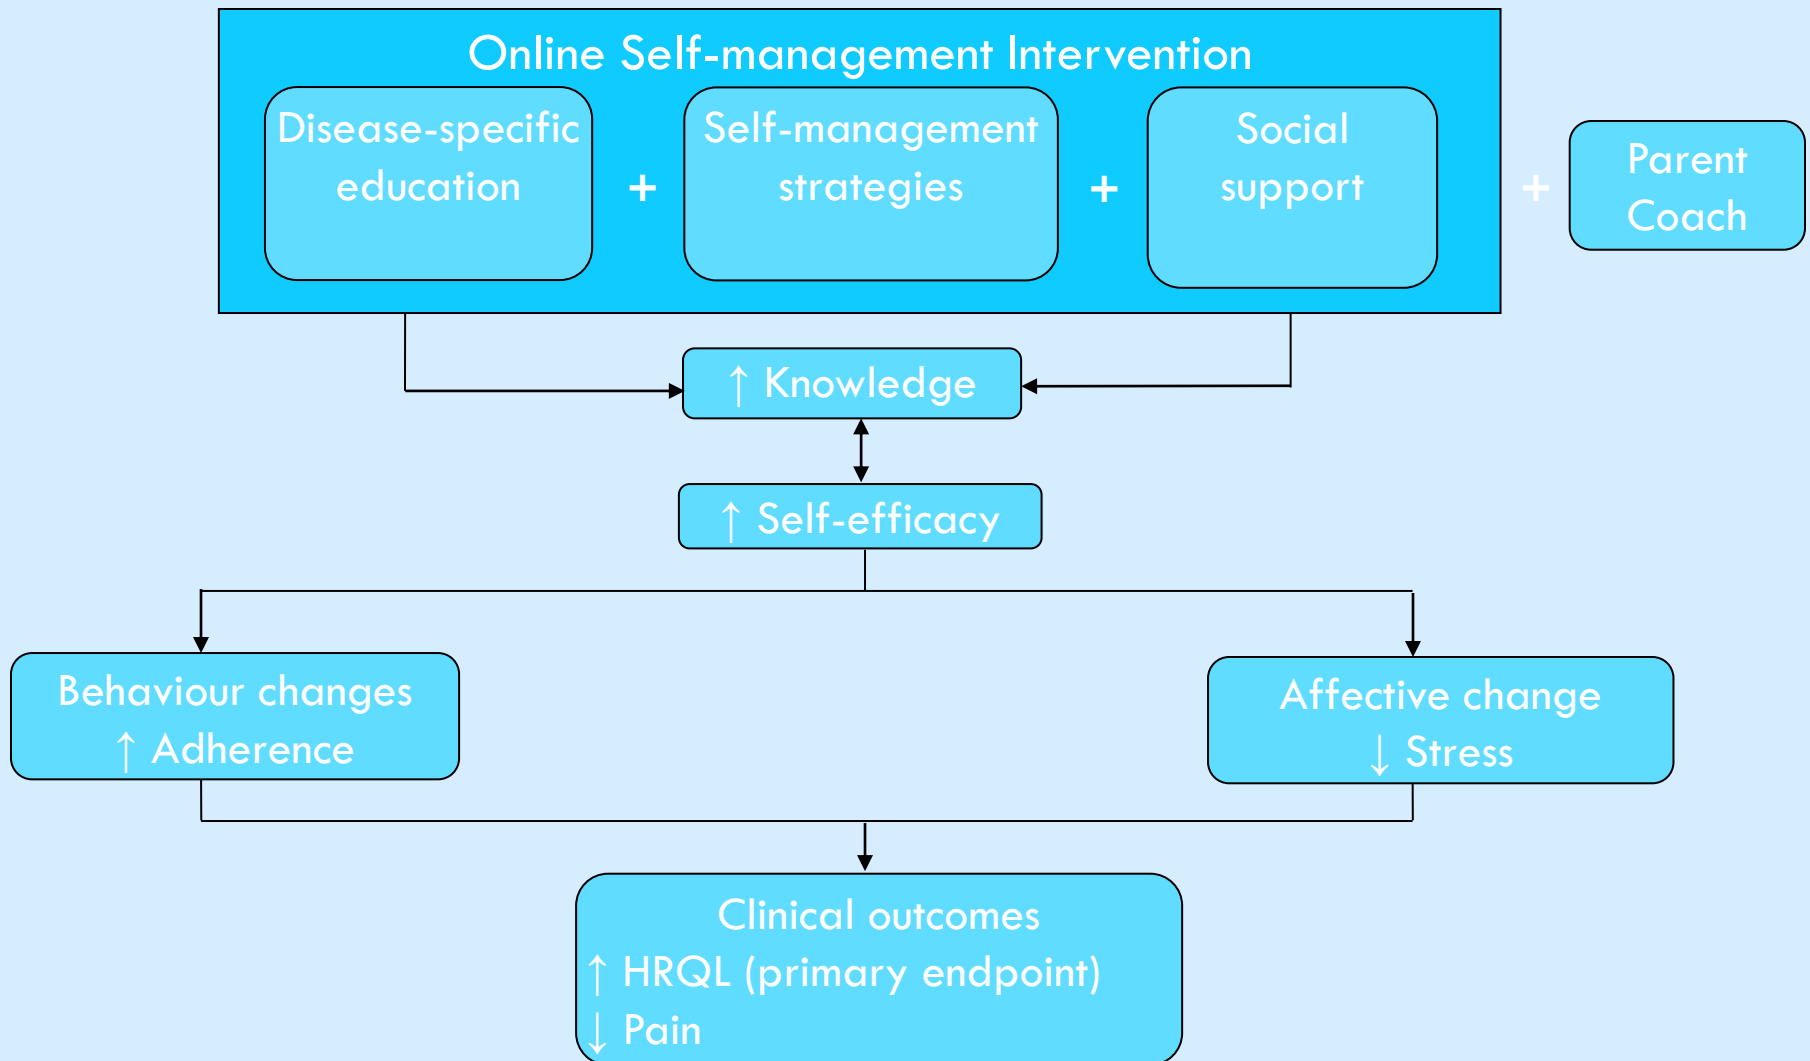 Online Self-management Intervention
Disease-specific
education
+
Self-management
strategies
+
Social
support
+
Parent
Coach
↑ Knowledge
↑ Self-efficacy
Behaviour changes
↑ Adherence
Affective change
↓ Stress
Clinical outcomes
↑ HRQL (primary endpoint)
↓ Pain